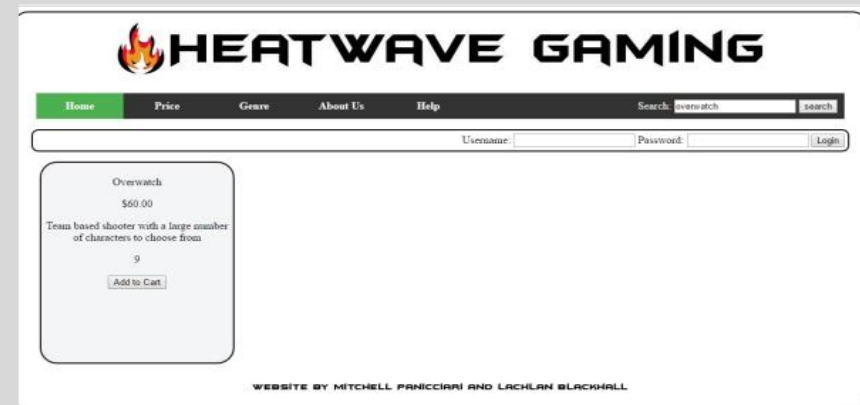 HEATWAVE GAMING
Home Price Genre About Us Help Search: overwatch search
Username: Password: Login
Overwatch
$60.00
Team based shooter with a large number
of characters to choose from
9
Add to Cart
WEBSITE BY MITCHELL PANICCIARI AND LACHLAN BLACKHALL